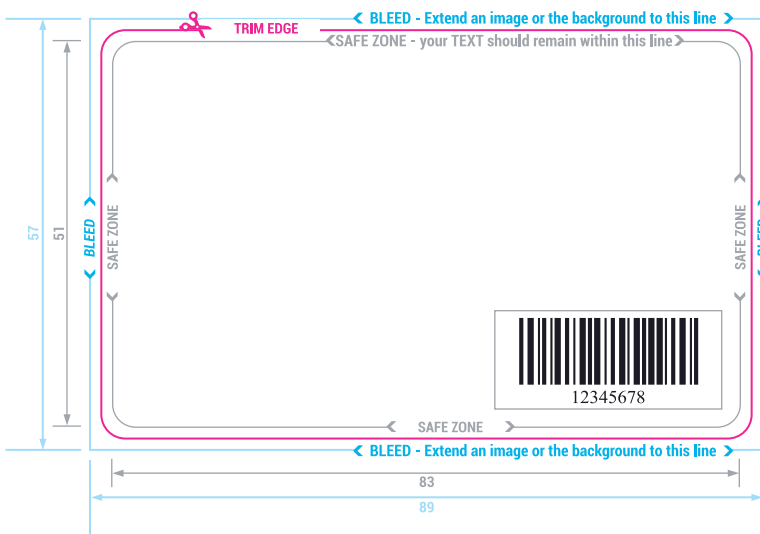 BLEED - Extend an image or the background to this line
TRIM EDGE
SAFE ZONE - your TEXT should remain within this line
57
51
BLEED
SAFE ZONE
SAFE ZONE
BLEED
12345678
SAFE ZONE
BLEED - Extend an image or the background to this line
83
89